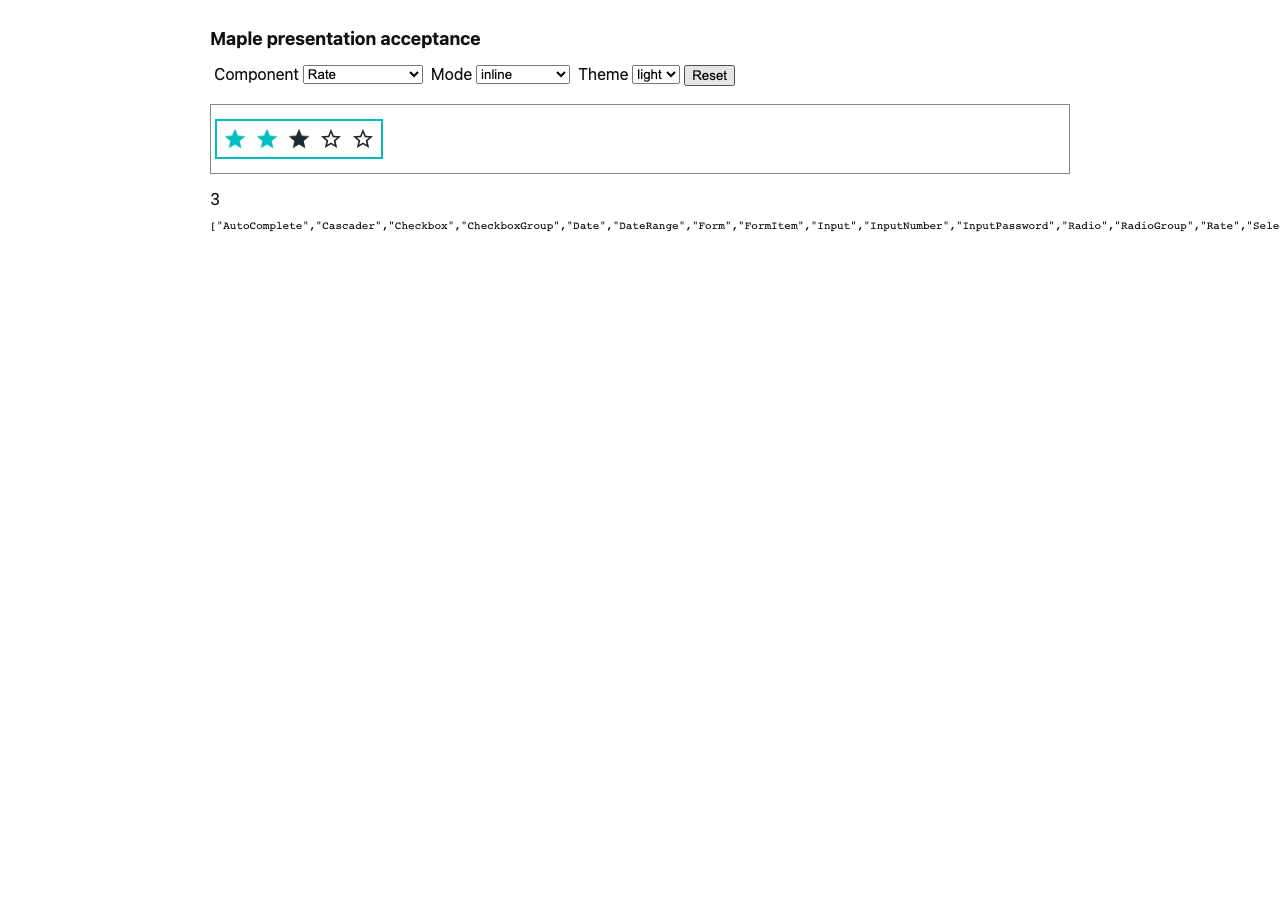 Maple presentation acceptance
Component Rate Mode inline Theme light Reset
3
["AutoComplete","Cascader","Checkbox","CheckboxGroup","Date","DateRange","Form","FormItem","Input","InputNumber","InputPassword","Radio","RadioGroup","Rate","Sele